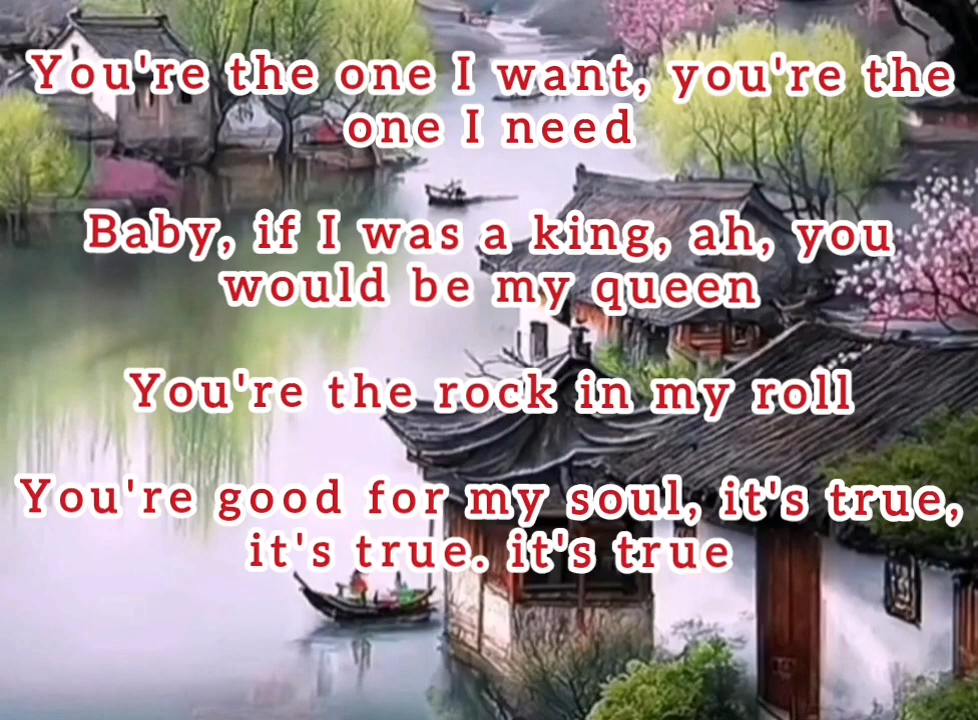 You're the one I want, you're the
one I need
Baby, if I was a king, ah, you
would be my queen
You're the rock in my roll
You're good for my soul, it's true,
it's true. it's true